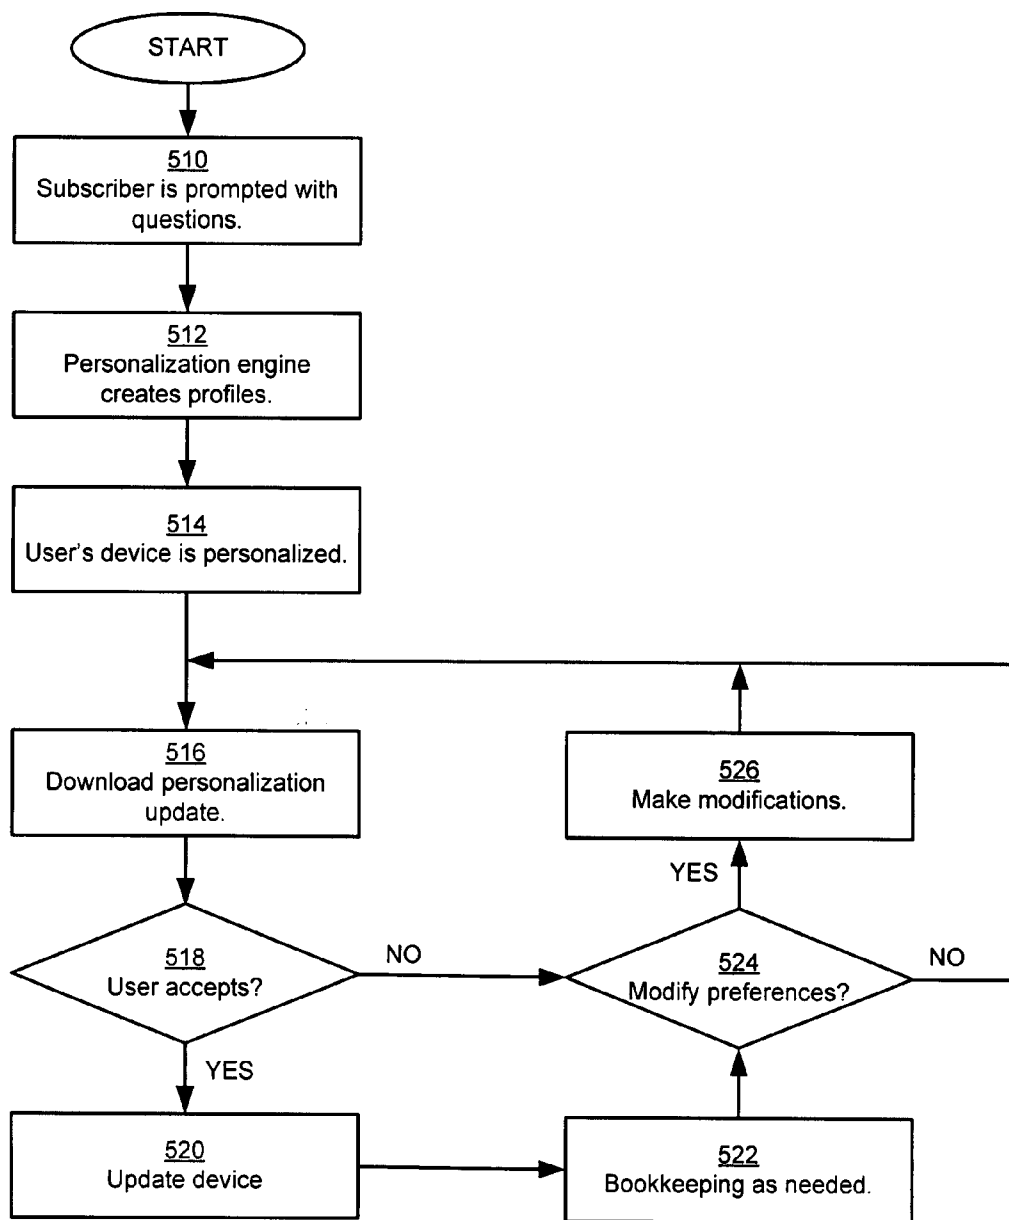 START
510
Subscriber is prompted with
questions.
512
Personalization engine
creates profiles.
514
User's device is personalized.
516
Download personalization
update.
526
Make modifications.
YES
518
User accepts?
NO
524
Modify preferences?
NO
YES
520
Update device
522
Bookkeeping as needed.